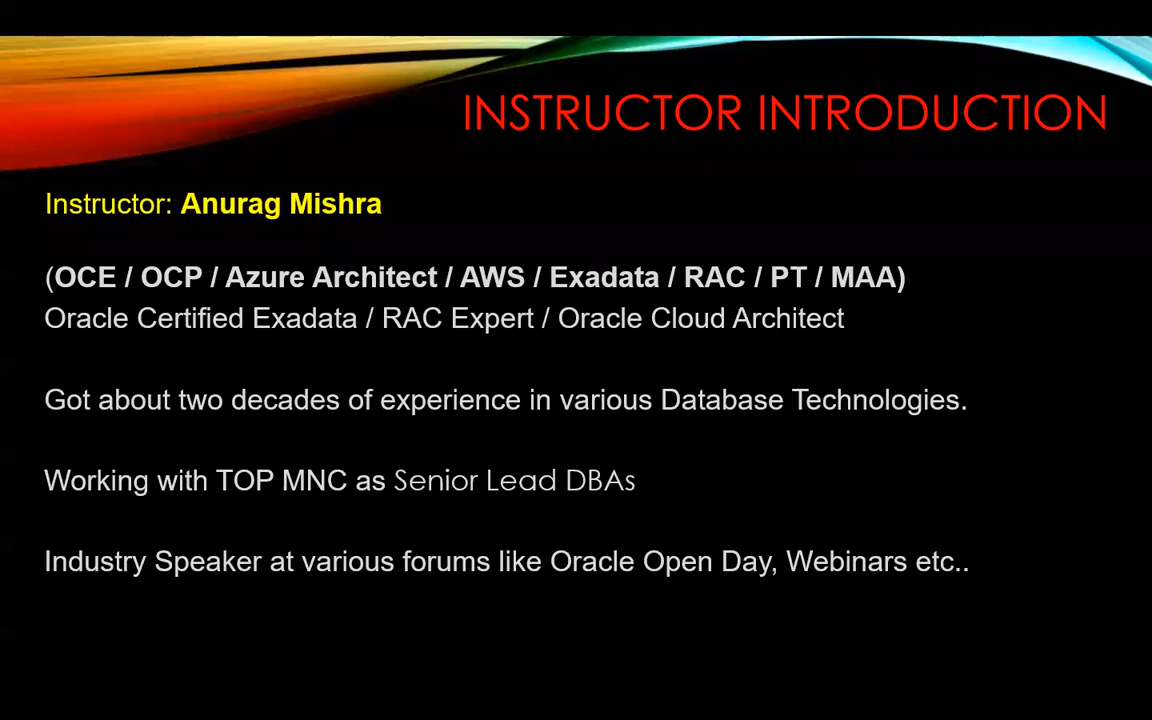 INSTRUCTOR INTRODUCTION
Instructor: Anurag Mishra
(OCE / OCP / Azure Architect / AWS / Exadata / RAC / PT / MAA)
Oracle Certified Exadata / RAC Expert / Oracle Cloud Architect
Got about two decades of experience in various Database Technologies.
Working with TOP MNC as Senior Lead DBAs
Industry Speaker at various forums like Oracle Open Day, Webinars etc..